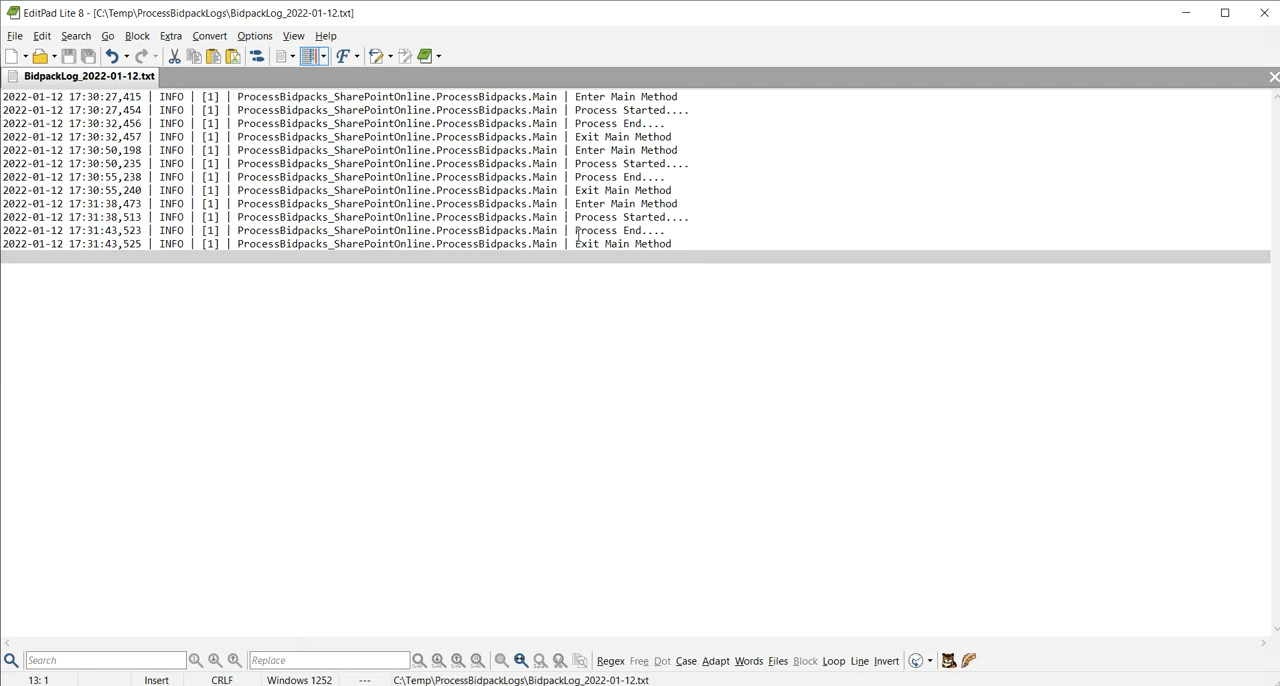 EditPad Lite 8 - [C:\Temp\ProcessBidpackLogs\BidpackLog_2022-01-12.txt]
File Edit Search Go Block Extra Convert Options View Help
BidpackLog_2022-01-12.txt
2022-01-12 17:30:27,415 | INFO | [1] | ProcessBidpacks_SharePointOnline.ProcessBidpacks.Main | Enter Main Method
2022-01-12 17:30:27,454 | INFO | [1] | ProcessBidpacks_SharePointOnline.ProcessBidpacks.Main | Process Started....
2022-01-12 17:30:32,456 | INFO | [1] | ProcessBidpacks_SharePointOnline.ProcessBidpacks.Main | Process End....
2022-01-12 17:30:32,457 | INFO | [1] | ProcessBidpacks_SharePointOnline.ProcessBidpacks.Main | Exit Main Method
2022-01-12 17:30:50,198 | INFO | [1] | ProcessBidpacks_SharePointOnline.ProcessBidpacks.Main | Enter Main Method
2022-01-12 17:30:50,235 | INFO | [1] | ProcessBidpacks_SharePointOnline.ProcessBidpacks.Main | Process Started....
2022-01-12 17:30:55,238 | INFO | [1] | ProcessBidpacks_SharePointOnline.ProcessBidpacks.Main | Process End....
2022-01-12 17:30:55,240 | INFO | [1] | ProcessBidpacks_SharePointOnline.ProcessBidpacks.Main | Exit Main Method
2022-01-12 17:31:38,473 | INFO | [1] | ProcessBidpacks_SharePointOnline.ProcessBidpacks.Main | Enter Main Method
2022-01-12 17:31:38,513 | INFO | [1] | ProcessBidpacks_SharePointOnline.ProcessBidpacks.Main | Process Started....
2022-01-12 17:31:43,523 | INFO | [1] | ProcessBidpacks_SharePointOnline.ProcessBidpacks.Main | Process End....
2022-01-12 17:31:43,525 | INFO | [1] | ProcessBidpacks_SharePointOnline.ProcessBidpacks.Main | Exit Main Method
Search Replace Regex Free Dot Case Adapt Words Files Block Loop Line Invert
13: 1 Insert CRLF Windows 1252 --- C:\Temp\ProcessBidpackLogs\BidpackLog_2022-01-12.txt